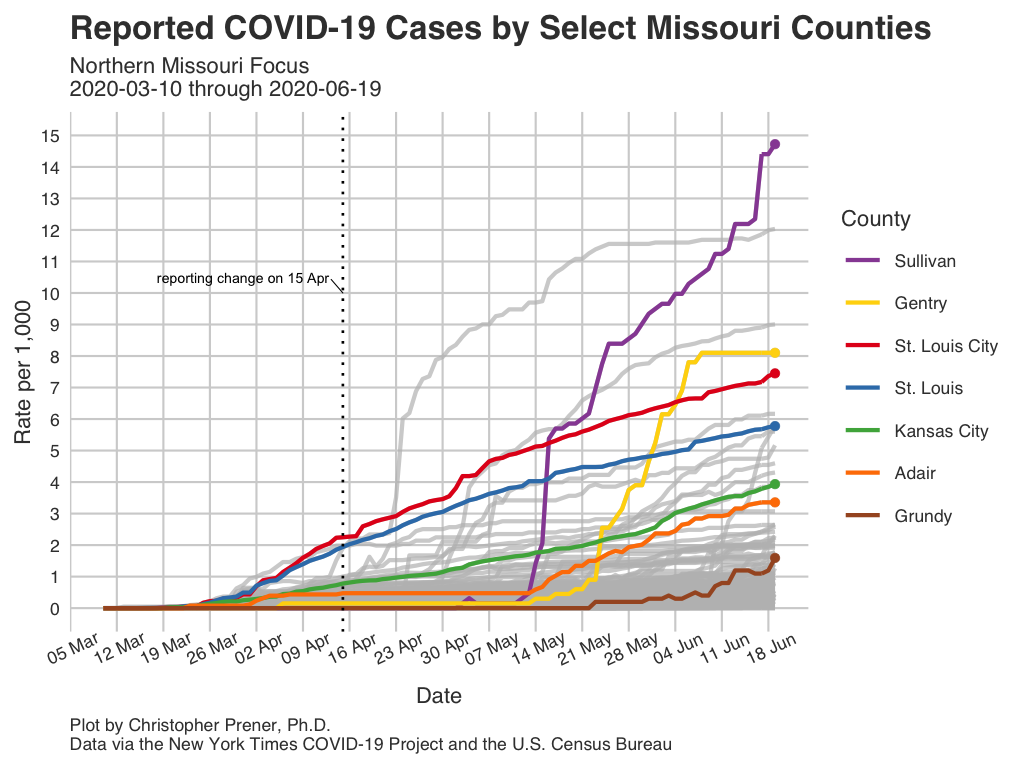 Reported COVID-19 Cases by Select Missouri Counties
Northern Missouri Focus
2020-03-10 through 2020-06-19
Rate per 1,000
15
14
13
12
11
10
9
8
7
6
5
4
3
2
1
0
reporting change on 15 Apr
05 Mar
12 Mar
19 Mar
26 Mar
02 Apr
09 Apr
16 Apr
23 Apr
30 Apr
07 May
14 May
21 May
28 May
04 Jun
11 Jun
18 Jun
Date
County
Sullivan
Gentry
St. Louis City
St. Louis
Kansas City
Adair
Grundy
Plot by Christopher Prener, Ph.D.
Data via the New York Times COVID-19 Project and the U.S. Census Bureau